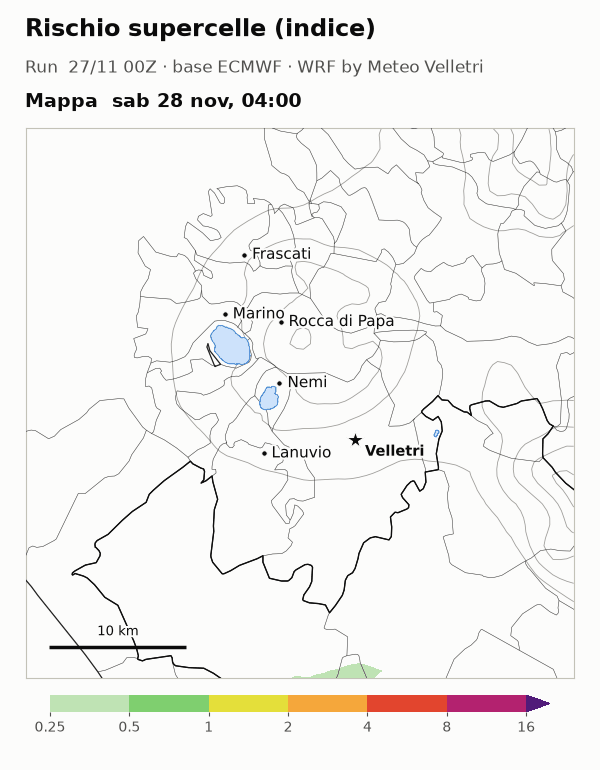 Rischio supercelle (indice)
Run  27/11 00Z · base ECMWF · WRF by Meteo Velletri
Mappa  sab 28 nov, 04:00
Frascati
Marino
Rocca di Papa
Nemi
Velletri
Lanuvio
10 km
0.25 0.5 1 2 4 8 16